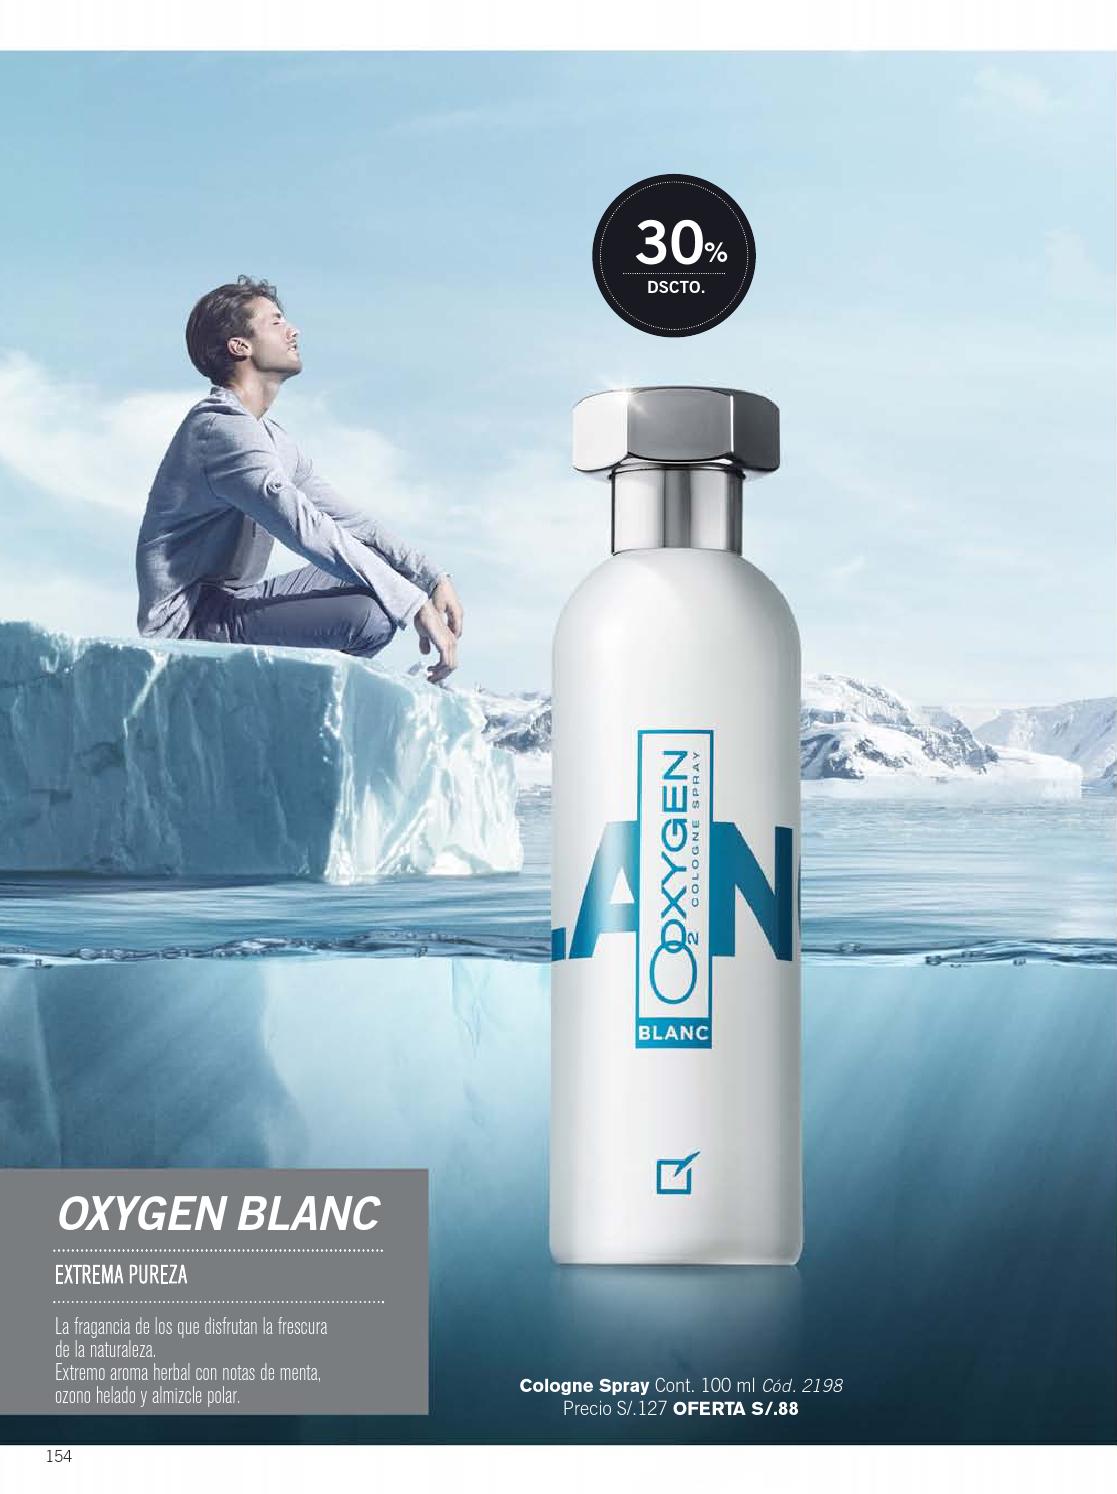 30%
DSCTO.
LAN
O2 OXYGEN
COLOGNE SPRAY
BLANC
OXYGEN BLANC
EXTREMA PUREZA
La fragancia de los que disfrutan la frescura
de la naturaleza.
Extremo aroma herbal con notas de menta,
ozono helado y almizcle polar.
Cologne Spray Cont. 100 ml Cód. 2198
Precio S/.127 OFERTA S/.88
154